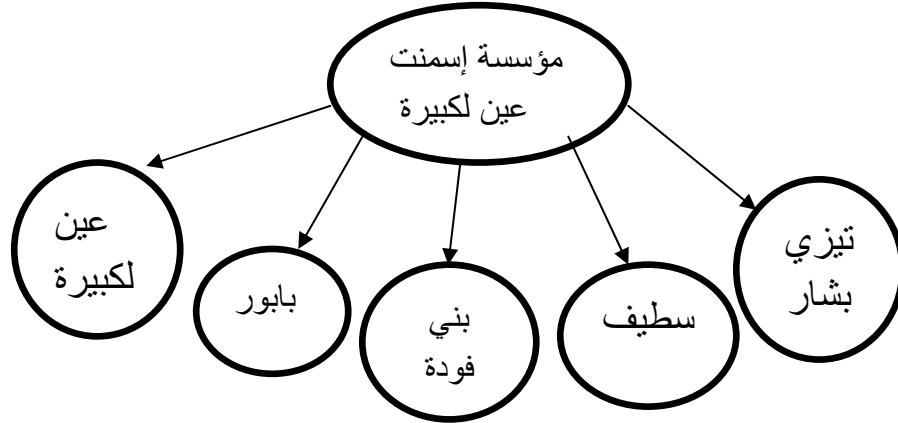 مؤسسة إسمنت
عين لكبيرة
تيزي
بشار
سطيف
بني
فودة
بابور
عين
لكبيرة